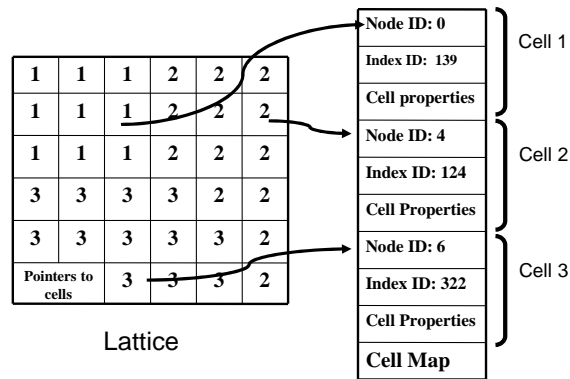 1 1 1 2 2 2
1 1 1 2 2 2
1 1 1 2 2 2
3 3 3 3 2 2
3 3 3 3 3 2
Pointers to
cells
3 3 3 2
Lattice
Node ID: 0
Index ID: 139
Cell properties
Cell 1
Node ID: 4
Index ID: 124
Cell Properties
Cell 2
Node ID: 6
Index ID: 322
Cell Properties
Cell 3
Cell Map